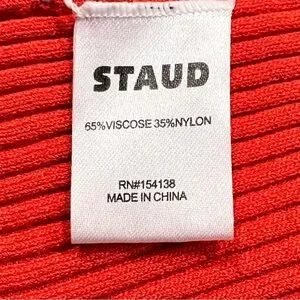 STAUD
65%VISCOSE 35%NYLON
RN#154138
MADE IN CHINA